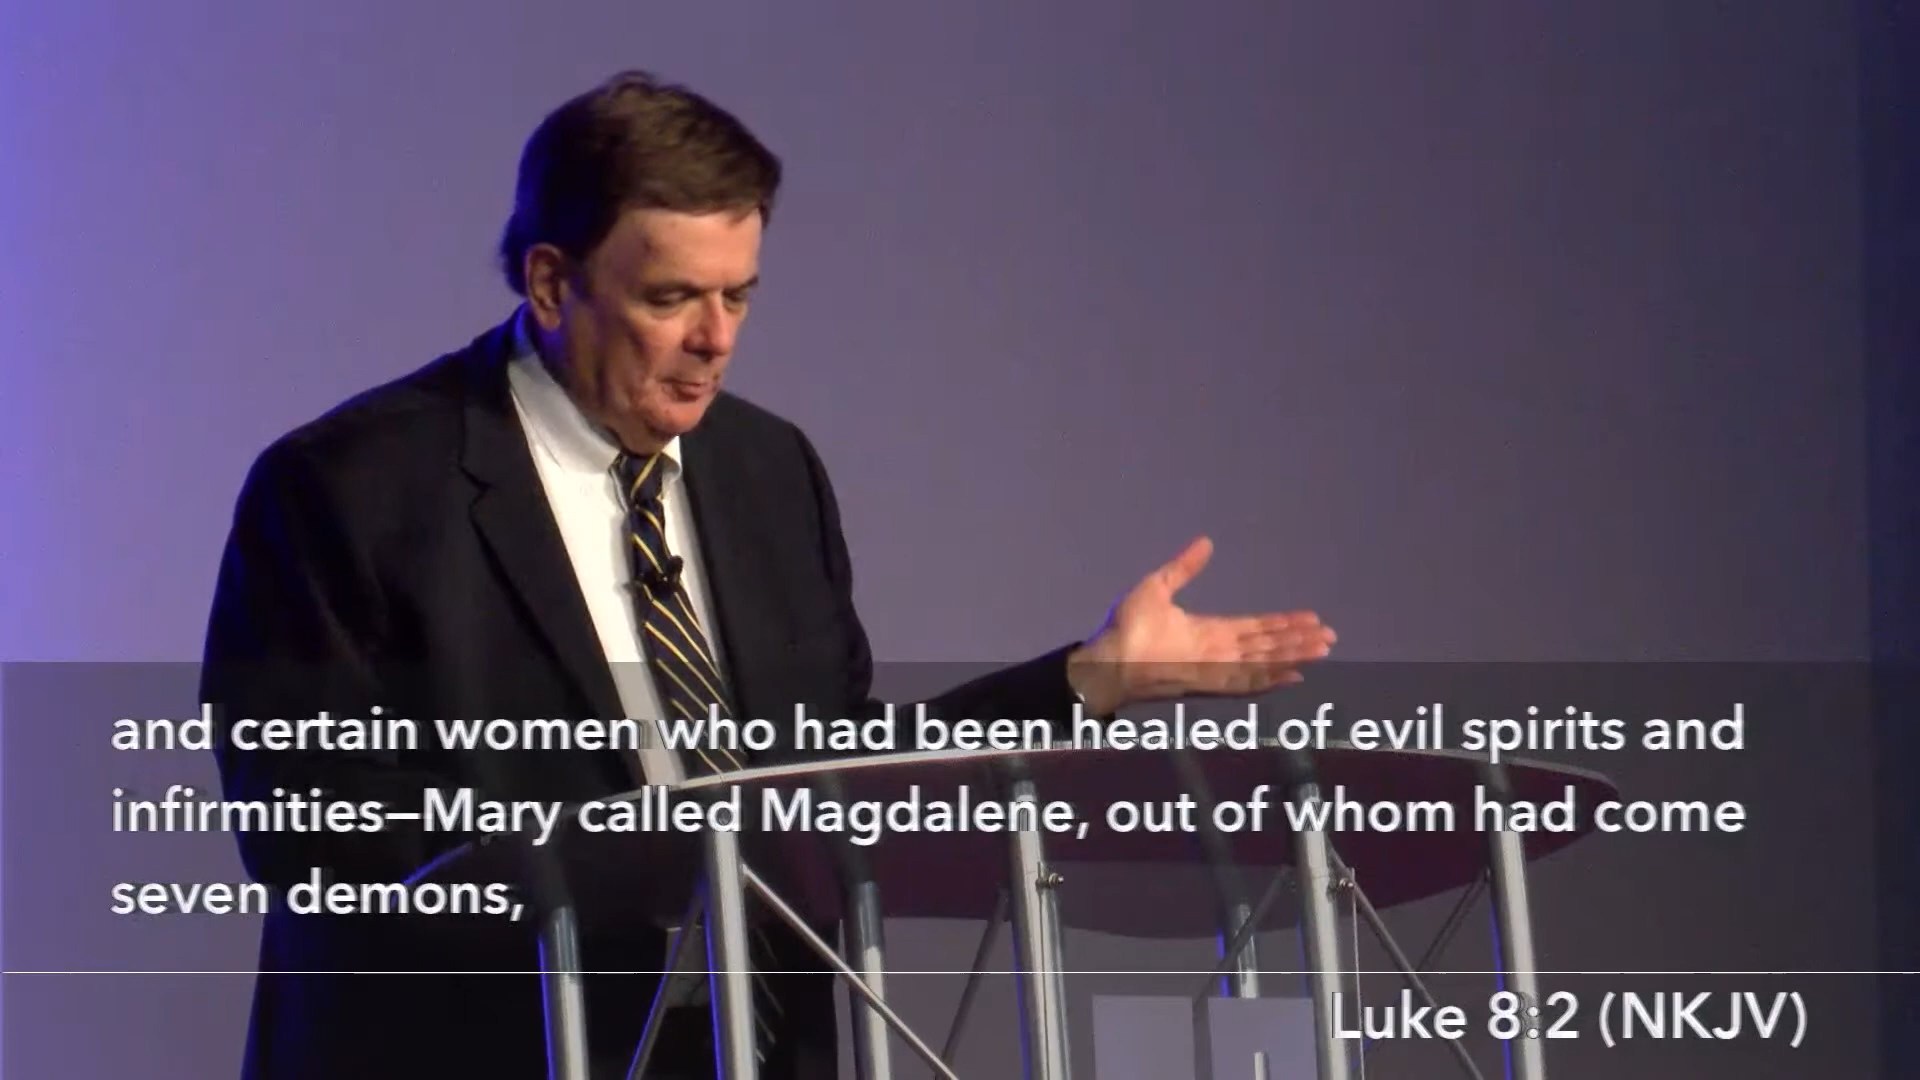 and certain women who had been healed of evil spirits and
infirmities—Mary called Magdalene, out of whom had come
seven demons,
Luke 8:2 (NKJV)